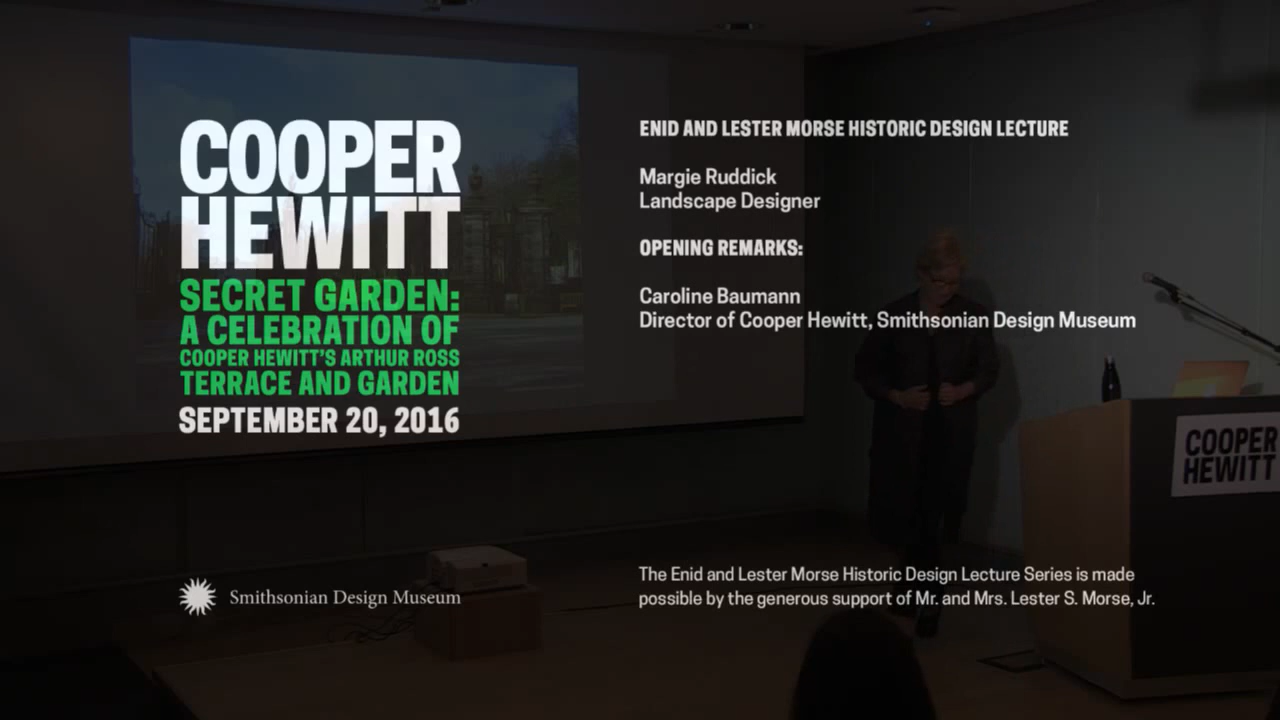 COOPER
HEWITT
SECRET GARDEN:
A CELEBRATION OF
COOPER HEWITT'S ARTHUR ROSS
TERRACE AND GARDEN
SEPTEMBER 20, 2016
Smithsonian Design Museum
ENID AND LESTER MORSE HISTORIC DESIGN LECTURE
Margie Ruddick
Landscape Designer
OPENING REMARKS:
Caroline Baumann
Director of Cooper Hewitt, Smithsonian Design Museum
The Enid and Lester Morse Historic Design Lecture Series is made
possible by the generous support of Mr. and Mrs. Lester S. Morse, Jr.
COOPER
HEWITT